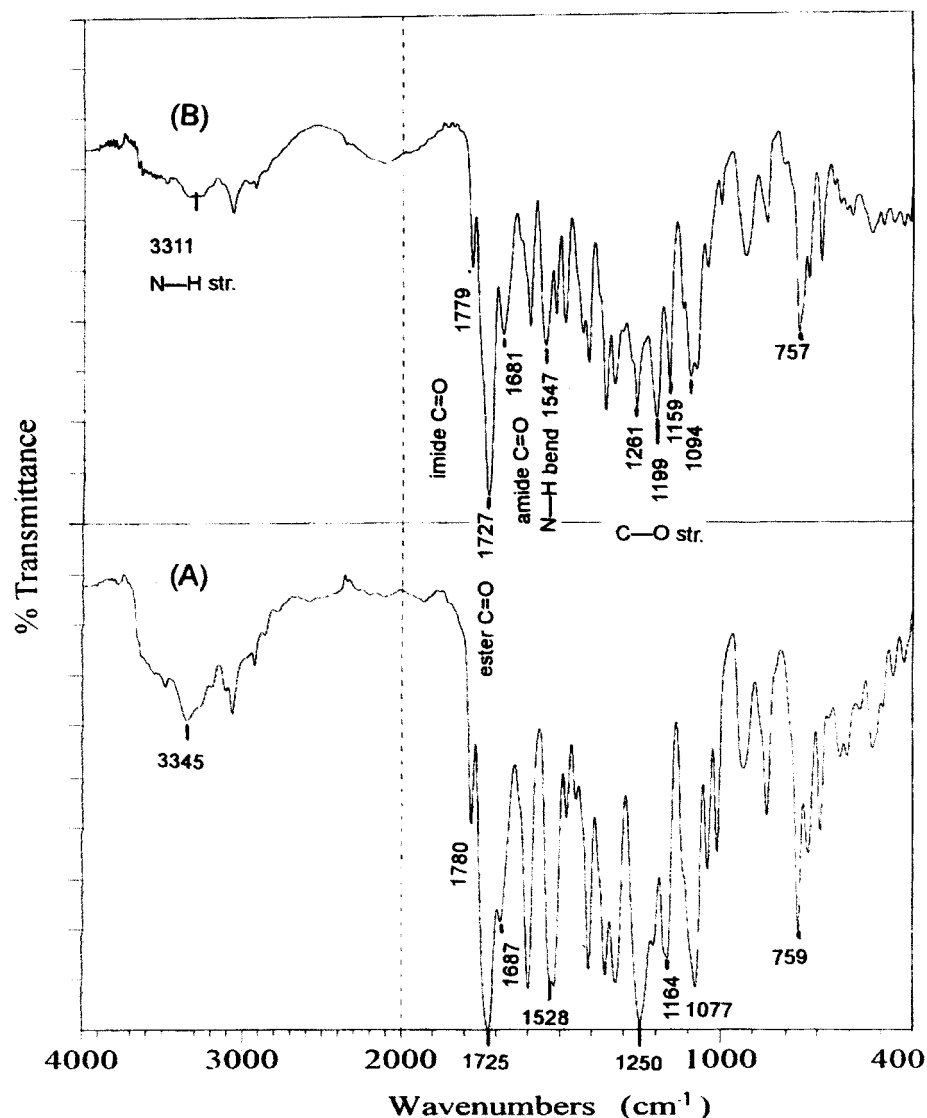 % Transmittance
(B)
3311
N—H str.
1779
imide C=O
1727
ester C=O
1681
amide C=O
N—H bend 1547
1261
1199
1159
1094
C—O str.
757
(A)
3345
1780
1687
1528
1164
1077
759
4000 3000 2000 1725 1250 1000 400
Wavenumbers (cm⁻¹)